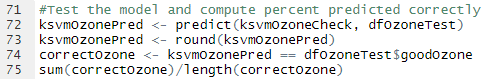 71 #Test the model and compute percent predicted correctly
72 ksvmOzonePred <- predict(ksvmOzoneCheck, dfOzoneTest)
73 ksvmOzonePred <- round(ksvmOzonePred)
74 correctOzone <- ksvmOzonePred == dfOzoneTest$goodOzone
75 sum(correctOzone)/length(correctOzone)